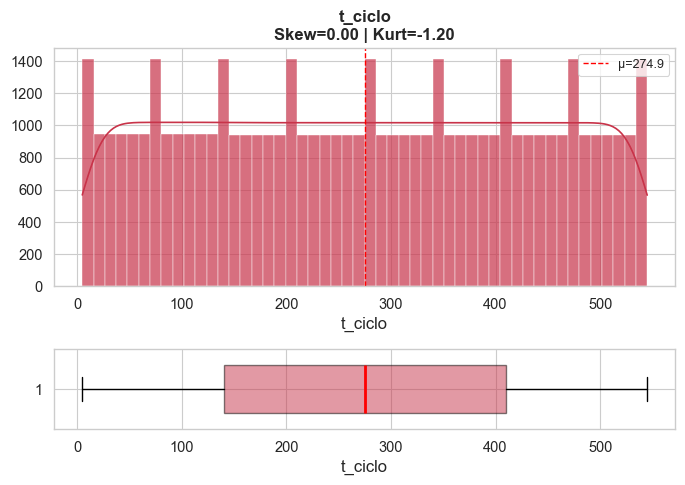 t_ciclo
Skew=0.00 | Kurt=-1.20
μ=274.9
1400
1200
1000
800
600
400
200
0
0 100 200 300 400 500
t_ciclo
1
0 100 200 300 400 500
t_ciclo